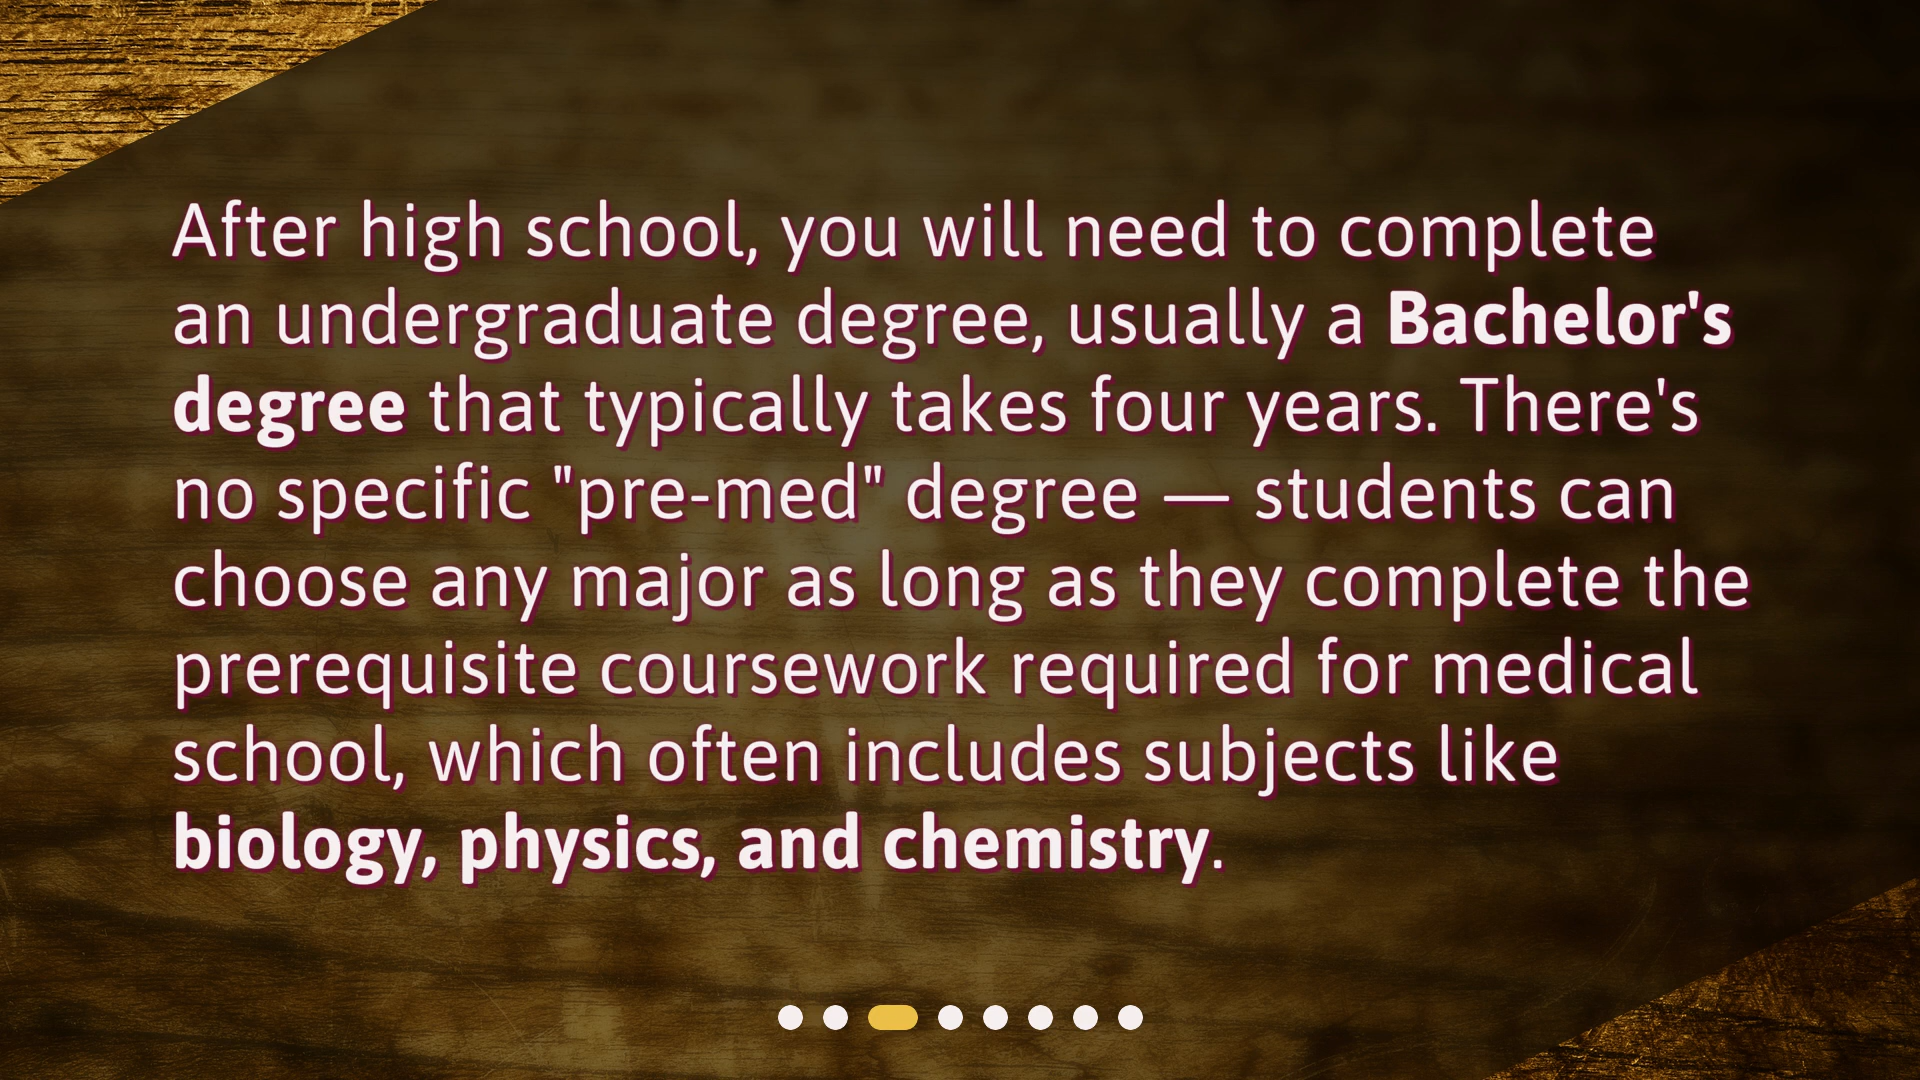 After high school, you will need to complete
an undergraduate degree, usually a Bachelor's
degree that typically takes four years. There's
no specific "pre-med" degree — students can
choose any major as long as they complete the
prerequisite coursework required for medical
school, which often includes subjects like
biology, physics, and chemistry.